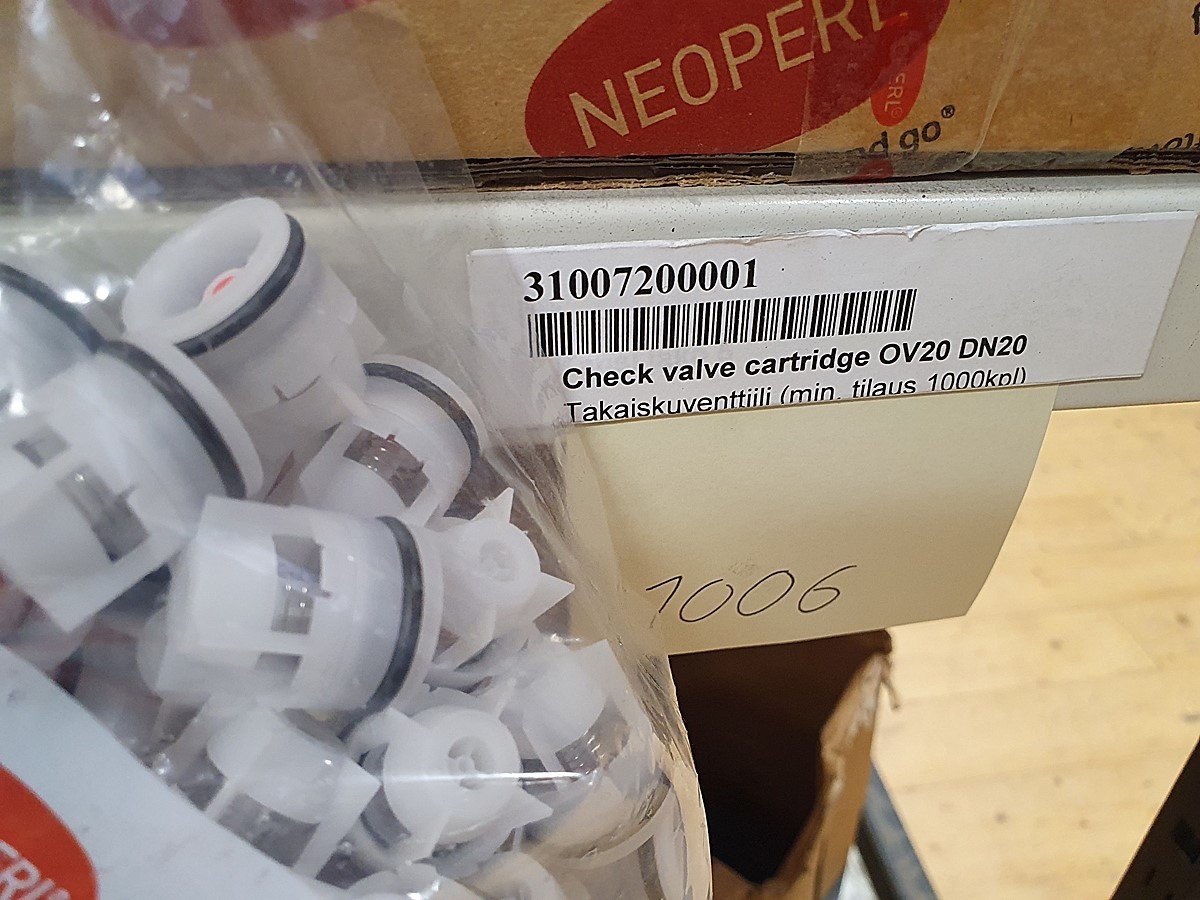 NEOPERL
nd go®
31007200001
Check valve cartridge OV20 DN20
Takaiskuventtiili (min. tilaus 1000kpl)
1006